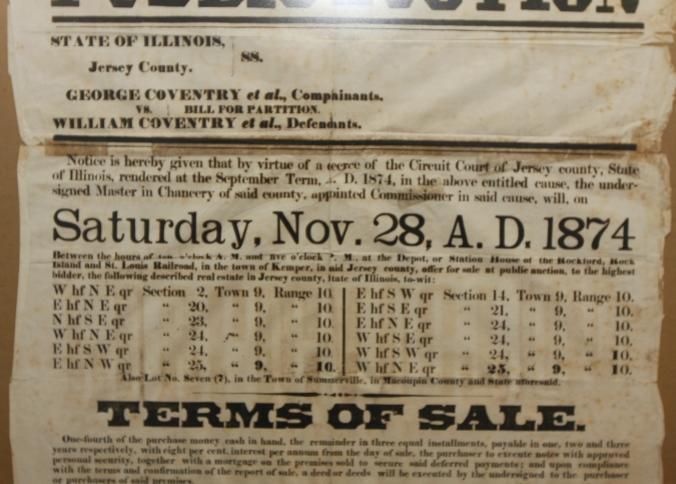 PUBLIC AUCTION
STATE OF ILLINOIS,
SS.
Jersey County.
GEORGE COVENTRY et al., Compainants.
VS. BILL FOR PARTITION.
WILLIAM COVENTRY et al., Defendants.
Notice is hereby given that by virtue of a decree of the Circuit Court of Jersey county, State
of Illinois, rendered at the September Term, A. D. 1874, in the above entitled cause, the under-
signed Master in Chancery of said county, appointed Commissioner in said cause, will, on
Saturday, Nov. 28, A. D. 1874
Between the hours of ten o'clock A. M. and five o'clock P. M., at the Depot, or Station House of the Rockford, Rock
Island and St. Louis Railroad, in the town of Kemper, in said Jersey county, offer for sale at public auction, to the highest
bidder, the following described real estate in Jersey county, State of Illinois, to-wit:
W hf N E qr Section 2, Town 9, Range 10. E hf S W qr Section 14, Town 9, Range 10.
E hf N E qr " 20, " 9, " 10. E hf S E qr " 21, " 9, " 10.
N hf S E qr " 23, " 9, " 10. E hf N E qr " 24, " 9, " 10.
W hf N E qr " 24, " 9, " 10. W hf S E qr " 24, " 9, " 10.
E hf S W qr " 24, " 9, " 10. W hf S W qr " 24, " 9, " 10.
E hf N W qr " 25, " 9, " 10. W hf N E qr " 25, " 9, " 10.
Also Lot No. Seven (7), in the Town of Summerville, in Macoupin County and State aforesaid.
TERMS OF SALE.
One-fourth of the purchase money cash in hand, the remainder in three equal installments, payable in one, two and three
years respectively, with eight per cent. interest per annum from the day of sale, the purchaser to execute notes with approved
personal security, together with a mortgage on the premises sold to secure said deferred payments; and upon compliance
with the terms and confirmation of the report of sale, a deed or deeds will be executed by the undersigned to the purchaser
or purchasers of said premises.